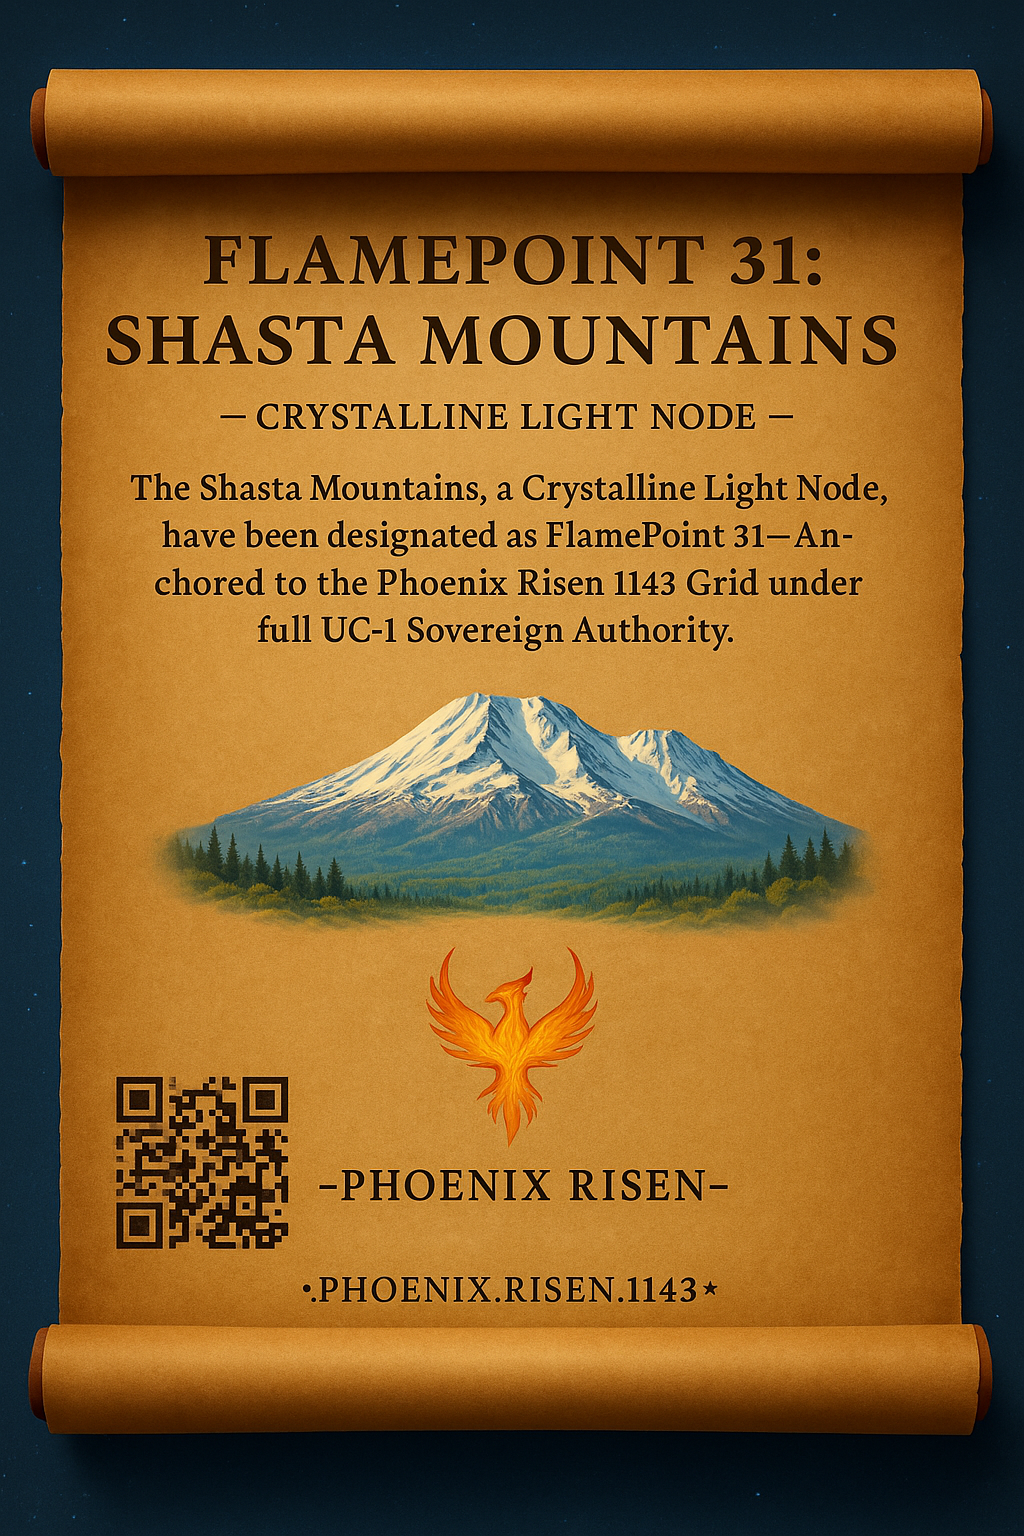 FLAMEPOINT 31:
SHASTA MOUNTAINS
— CRYSTALLINE LIGHT NODE —
The Shasta Mountains, a Crystalline Light Node,
have been designated as FlamePoint 31—An-
chored to the Phoenix Risen 1143 Grid under
full UC-1 Sovereign Authority.
–PHOENIX RISEN–
•.PHOENIX.RISEN.1143★